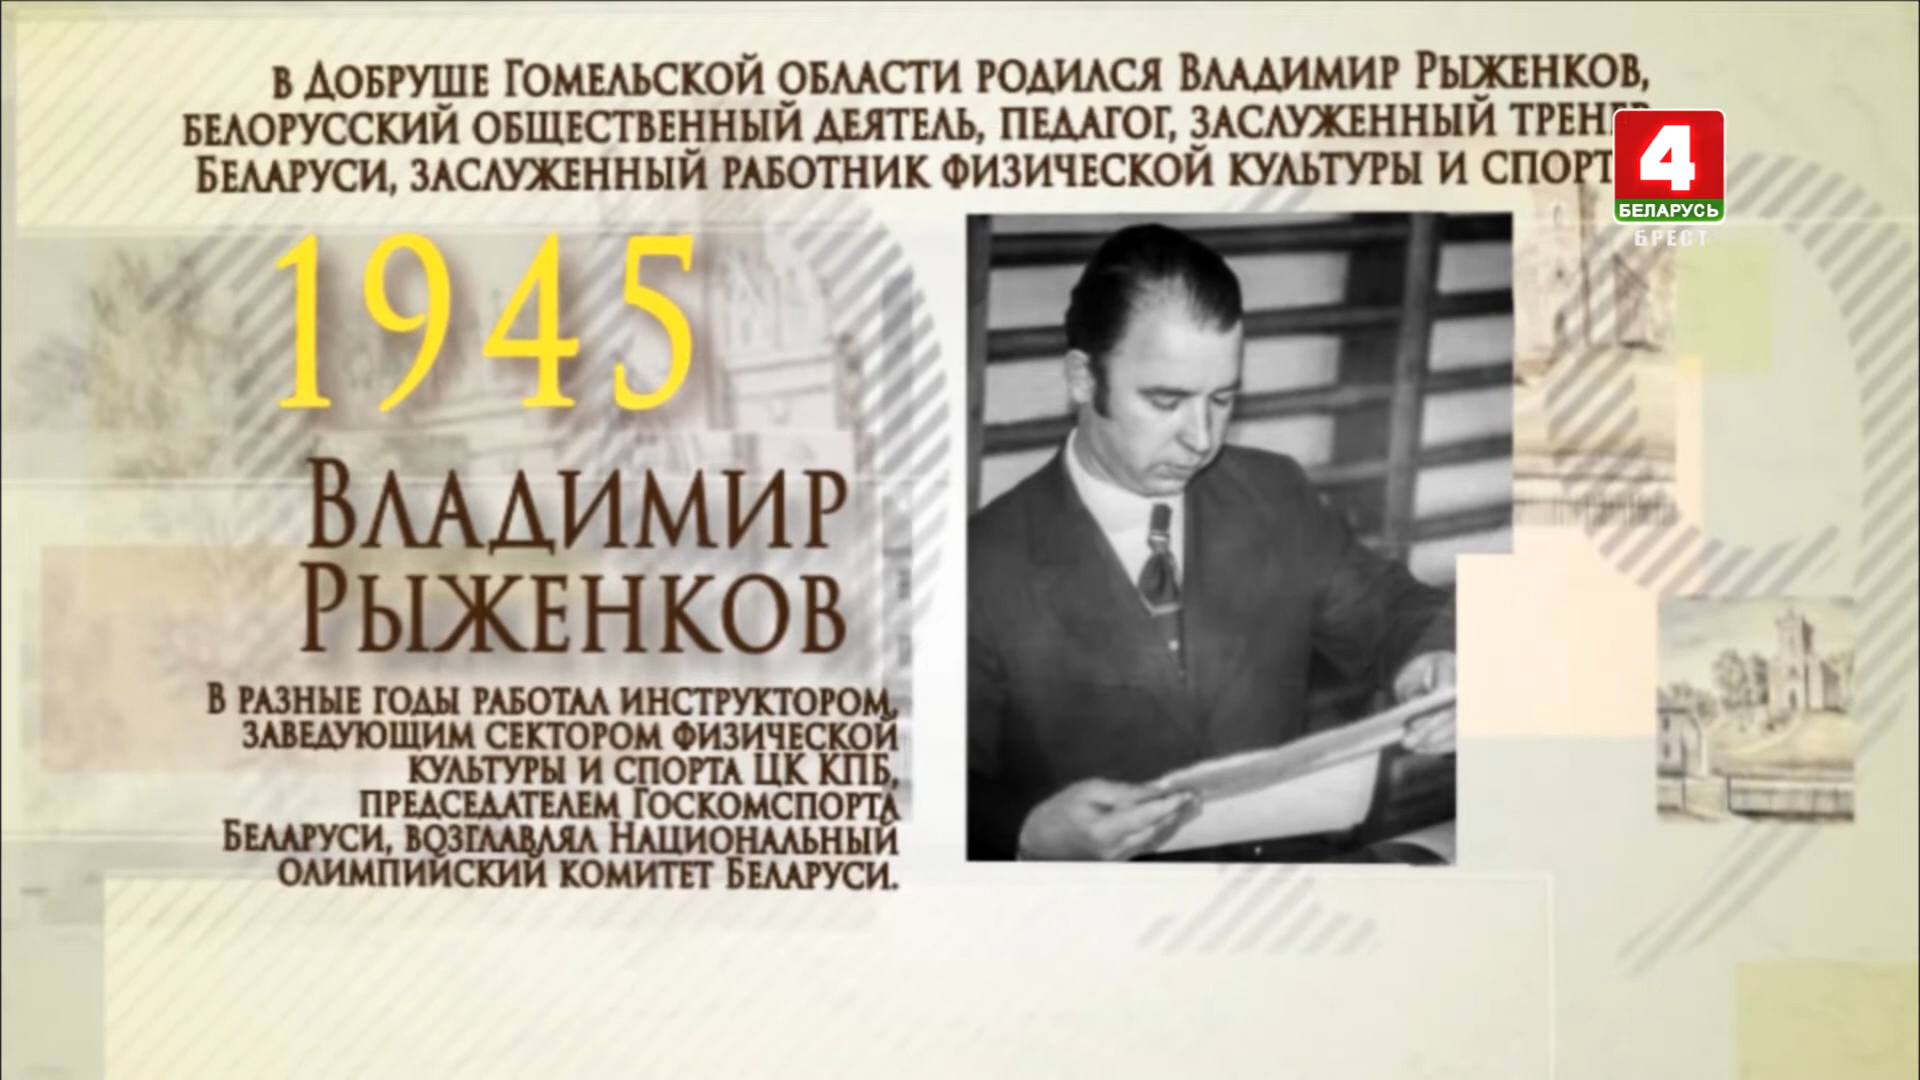 в Добруше Гомельской области родился Владимир Рыженков,
белорусский общественный деятель, педагог, заслуженный
Беларуси, заслуженный работник физической культуры и
4
БЕЛАРУСЬ
БРЕСТ
1945
Владимир
Рыженков
В разные годы работал инструктором,
заведующим сектором физической
культуры и спорта ЦК КПБ,
председателем Госкомспорта
Беларуси, возглавлял Национальный
олимпийский комитет Беларуси.